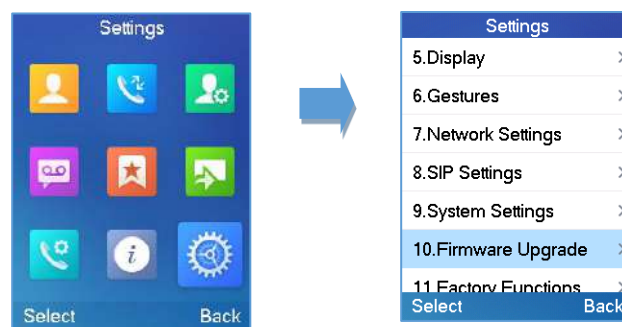 Settings
Select Back
Settings
5.Display
6.Gestures
7.Network Settings
8.SIP Settings
9.System Settings
10.Firmware Upgrade
11.Factory Functions
Select Back